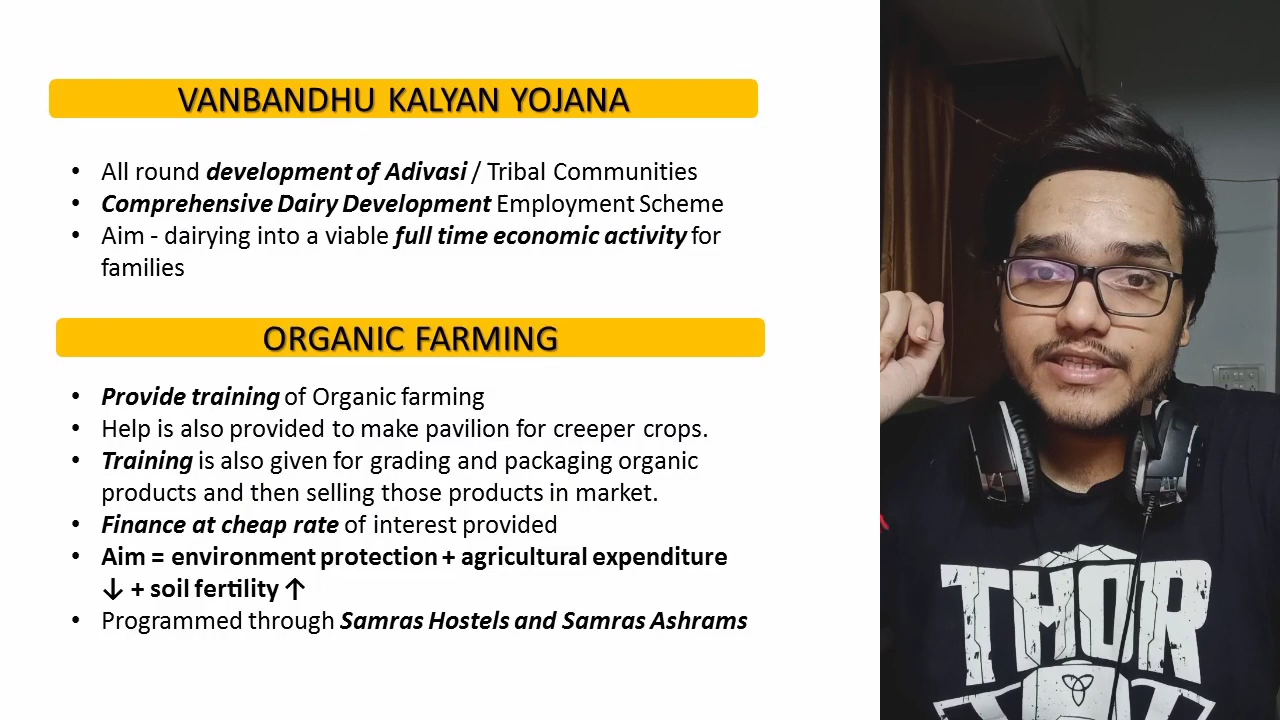 VANBANDHU KALYAN YOJANA
• All round development of Adivasi / Tribal Communities
• Comprehensive Dairy Development Employment Scheme
• Aim - dairying into a viable full time economic activity for
families
ORGANIC FARMING
• Provide training of Organic farming
• Help is also provided to make pavilion for creeper crops.
• Training is also given for grading and packaging organic
products and then selling those products in market.
• Finance at cheap rate of interest provided
• Aim = environment protection + agricultural expenditure
↓ + soil fertility ↑
• Programmed through Samras Hostels and Samras Ashrams
THOR